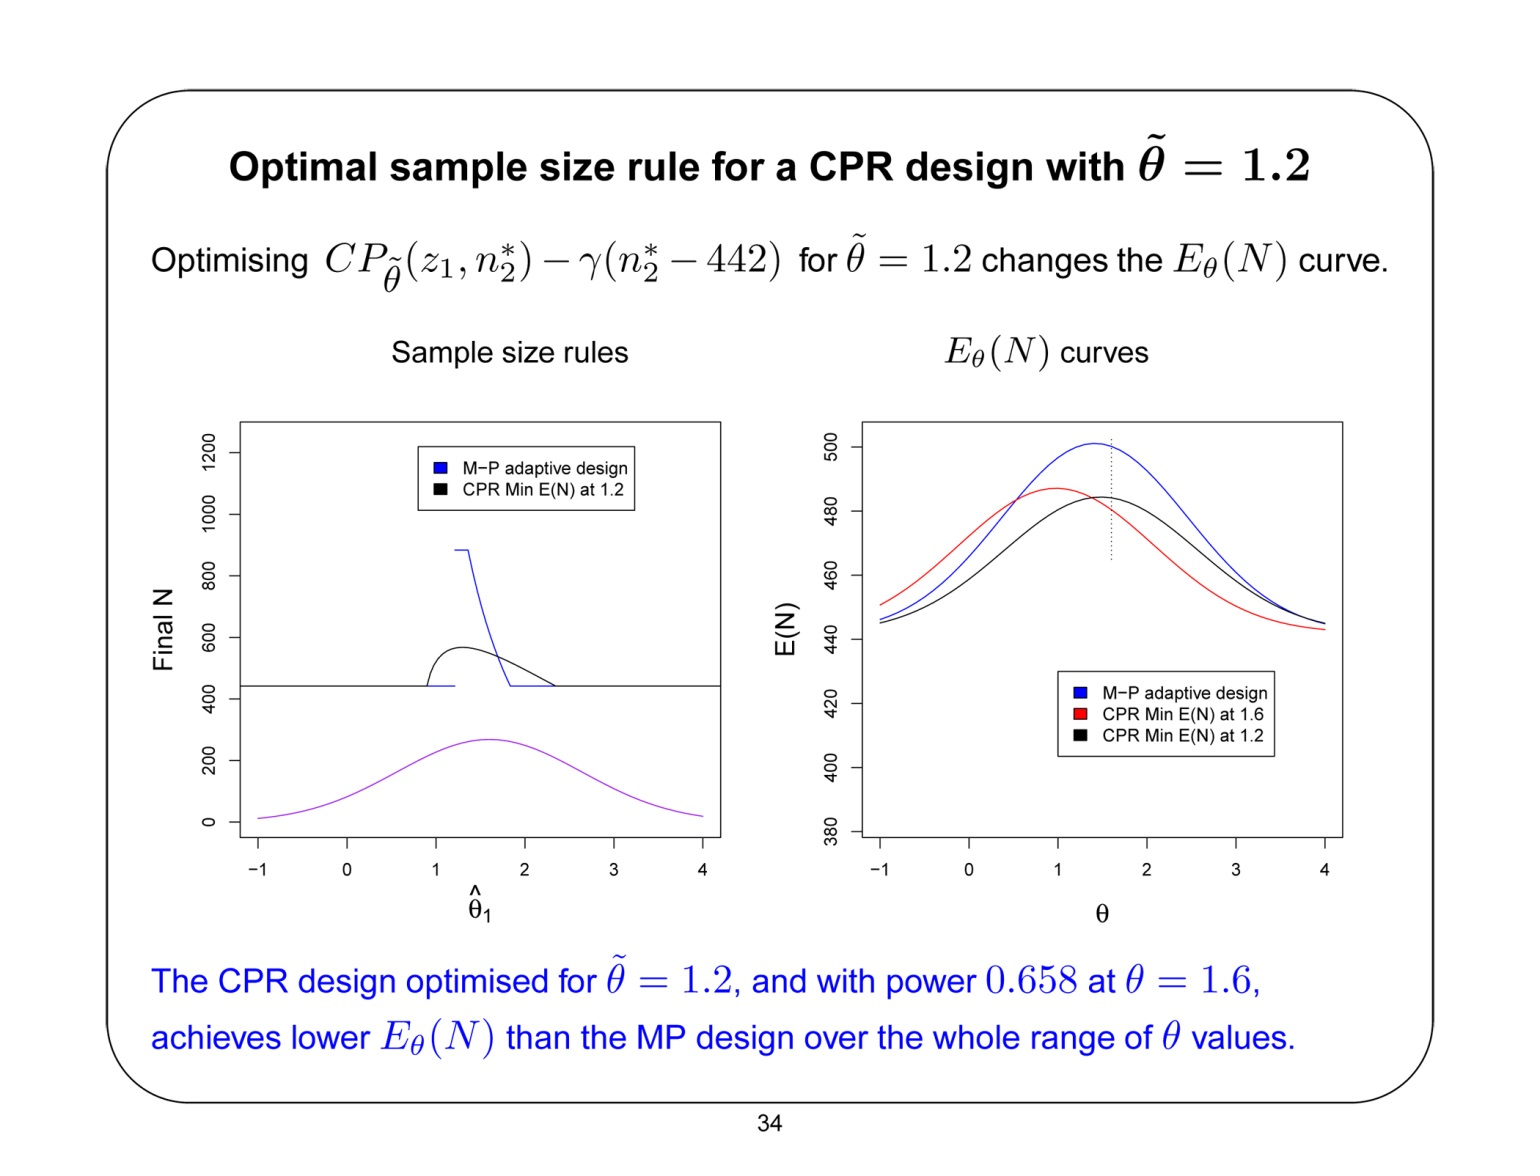 Optimal sample size rule for a CPR design with θ̃ = 1.2
Optimising CP_θ̃(z₁, n₂*) − γ(n₂* − 442) for θ̃ = 1.2 changes the E_θ(N) curve.
Sample size rules
E_θ(N) curves
Final N
0
200
400
600
800
1000
1200
M−P adaptive design
CPR Min E(N) at 1.2
−1
0
1
2
3
4
θ̂₁
E(N)
380
400
420
440
460
480
500
M−P adaptive design
CPR Min E(N) at 1.6
CPR Min E(N) at 1.2
−1
0
1
2
3
4
θ
The CPR design optimised for θ̃ = 1.2, and with power 0.658 at θ = 1.6,
achieves lower E_θ(N) than the MP design over the whole range of θ values.
34